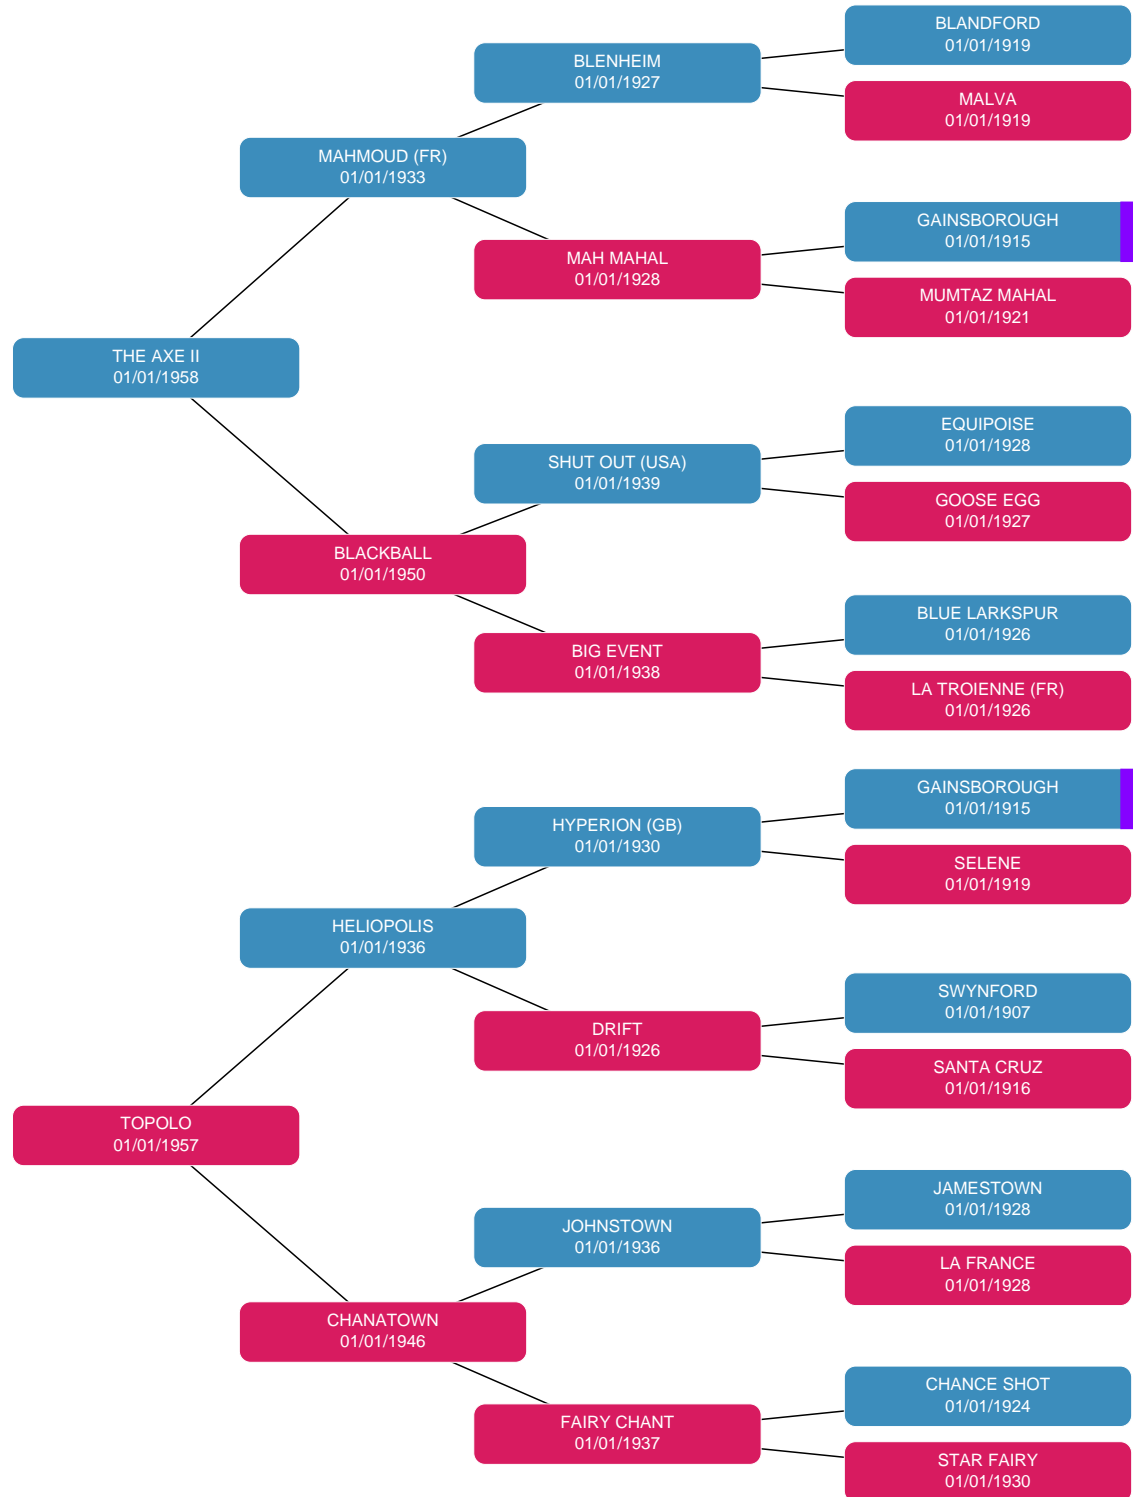 BLANDFORD
01/01/1919
BLENHEIM
01/01/1927
MALVA
01/01/1919
MAHMOUD (FR)
01/01/1933
GAINSBOROUGH
01/01/1915
MAH MAHAL
01/01/1928
MUMTAZ MAHAL
01/01/1921
THE AXE II
01/01/1958
EQUIPOISE
01/01/1928
SHUT OUT (USA)
01/01/1939
GOOSE EGG
01/01/1927
BLACKBALL
01/01/1950
BLUE LARKSPUR
01/01/1926
BIG EVENT
01/01/1938
LA TROIENNE (FR)
01/01/1926
GAINSBOROUGH
01/01/1915
HYPERION (GB)
01/01/1930
SELENE
01/01/1919
HELIOPOLIS
01/01/1936
SWYNFORD
01/01/1907
DRIFT
01/01/1926
SANTA CRUZ
01/01/1916
TOPOLO
01/01/1957
JAMESTOWN
01/01/1928
JOHNSTOWN
01/01/1936
LA FRANCE
01/01/1928
CHANATOWN
01/01/1946
CHANCE SHOT
01/01/1924
FAIRY CHANT
01/01/1937
STAR FAIRY
01/01/1930